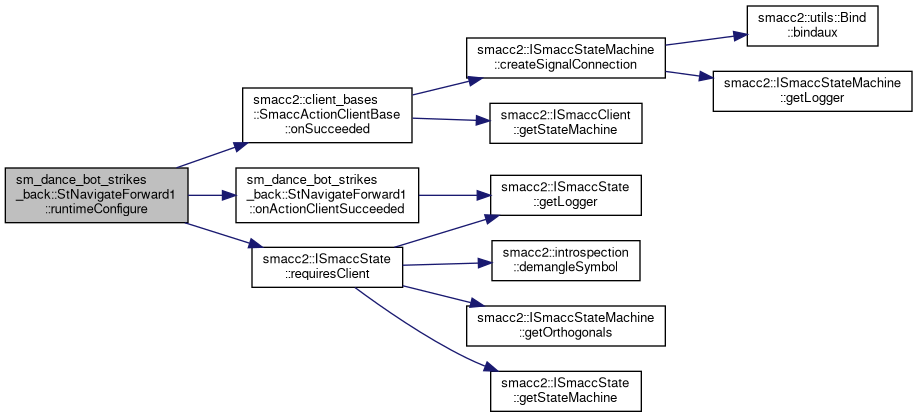 sm_dance_bot_strikes
_back::StNavigateForward1
::runtimeConfigure
smacc2::client_bases
::SmaccActionClientBase
::onSucceeded
smacc2::ISmaccStateMachine
::createSignalConnection
smacc2::utils::Bind
::bindaux
smacc2::ISmaccStateMachine
::getLogger
smacc2::ISmaccClient
::getStateMachine
sm_dance_bot_strikes
_back::StNavigateForward1
::onActionClientSucceeded
smacc2::ISmaccState
::getLogger
smacc2::ISmaccState
::requiresClient
smacc2::introspection
::demangleSymbol
smacc2::ISmaccStateMachine
::getOrthogonals
smacc2::ISmaccState
::getStateMachine